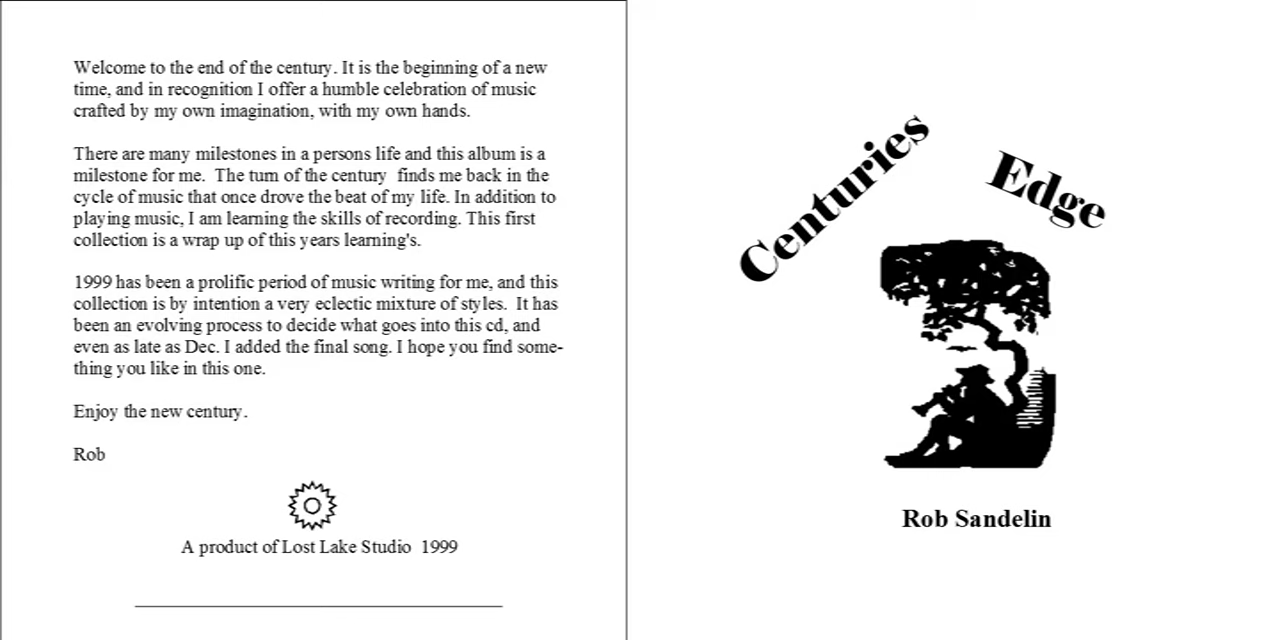 Welcome to the end of the century. It is the beginning of a new
time, and in recognition I offer a humble celebration of music
crafted by my own imagination, with my own hands.
There are many milestones in a persons life and this album is a
milestone for me.  The turn of the century  finds me back in the
cycle of music that once drove the beat of my life. In addition to
playing music, I am learning the skills of recording. This first
collection is a wrap up of this years learning's.
1999 has been a prolific period of music writing for me, and this
collection is by intention a very eclectic mixture of styles.  It has
been an evolving process to decide what goes into this cd, and
even as late as Dec. I added the final song. I hope you find some-
thing you like in this one.
Enjoy the new century.
Rob
A product of Lost Lake Studio  1999
Centuries
Edge
Rob Sandelin